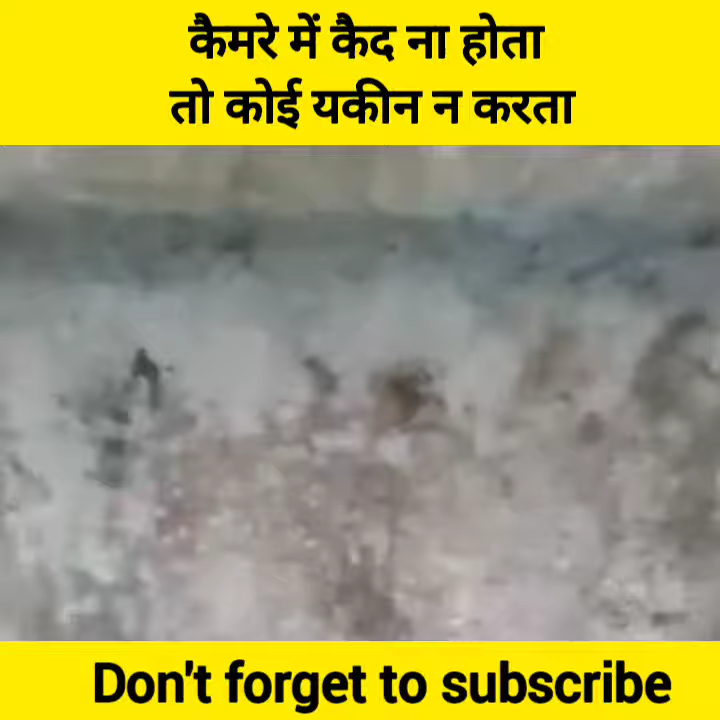 कैमरे में कैद ना होता
तो कोई यकीन न करता
Don't forget to subscribe